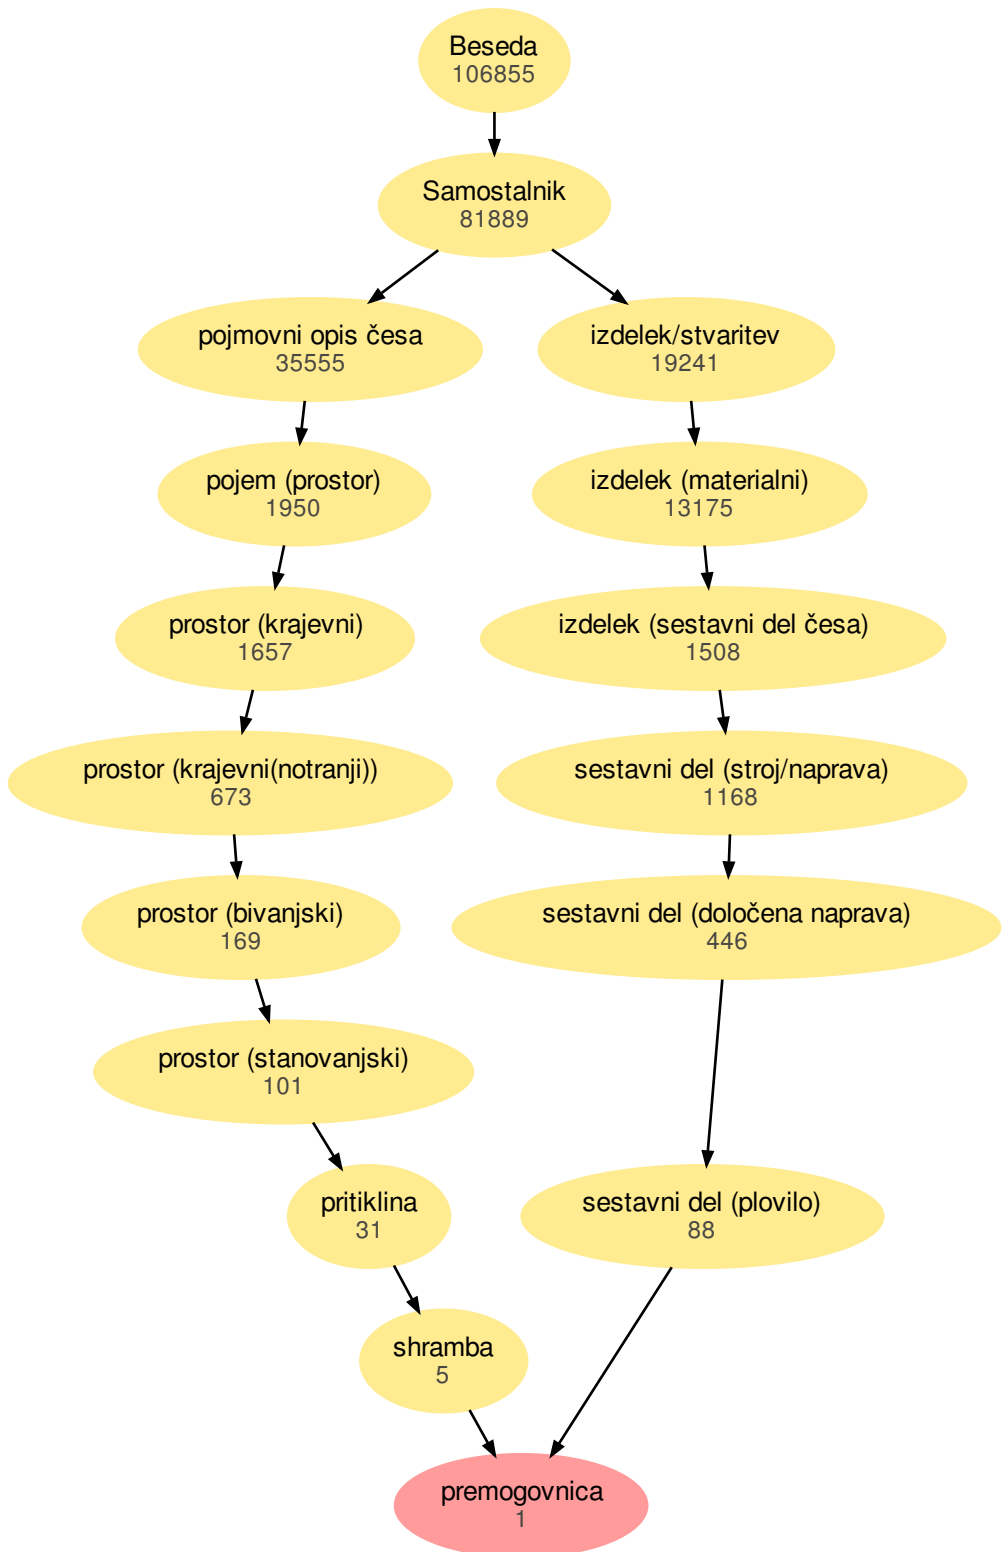 Beseda
106855
Samostalnik
81889
pojmovni opis česa
35555
izdelek/stvaritev
19241
pojem (prostor)
1950
izdelek (materialni)
13175
prostor (krajevni)
1657
izdelek (sestavni del česa)
1508
prostor (krajevni(notranji))
673
sestavni del (stroj/naprava)
1168
prostor (bivanjski)
169
sestavni del (določena naprava)
446
prostor (stanovanjski)
101
pritiklina
31
sestavni del (plovilo)
88
shramba
5
premogovnica
1